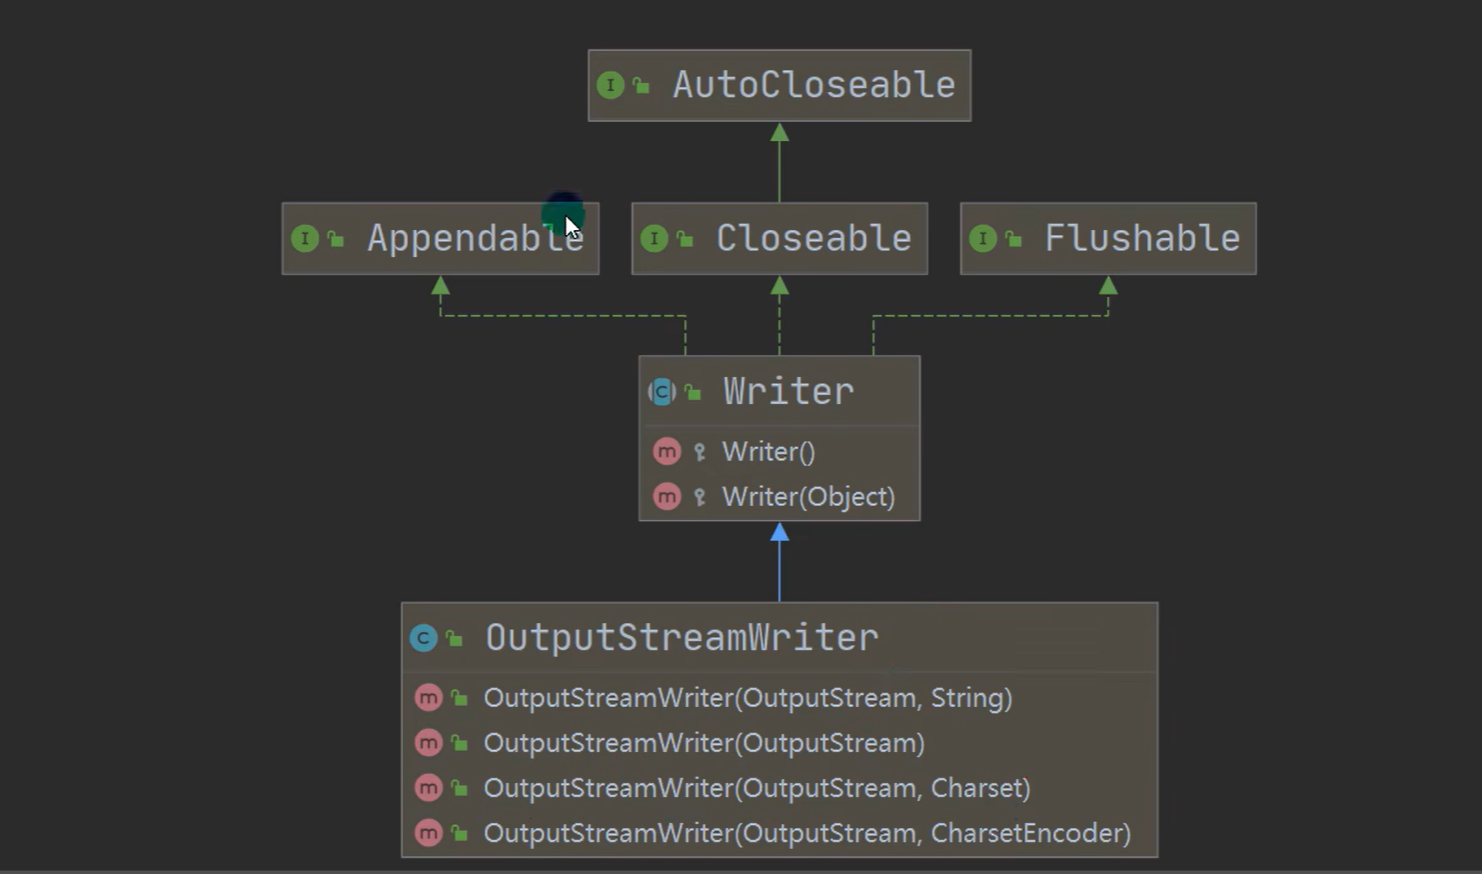 AutoCloseable
Appendable
Closeable
Flushable
Writer
Writer()
Writer(Object)
OutputStreamWriter
OutputStreamWriter(OutputStream, String)
OutputStreamWriter(OutputStream)
OutputStreamWriter(OutputStream, Charset)
OutputStreamWriter(OutputStream, CharsetEncoder)